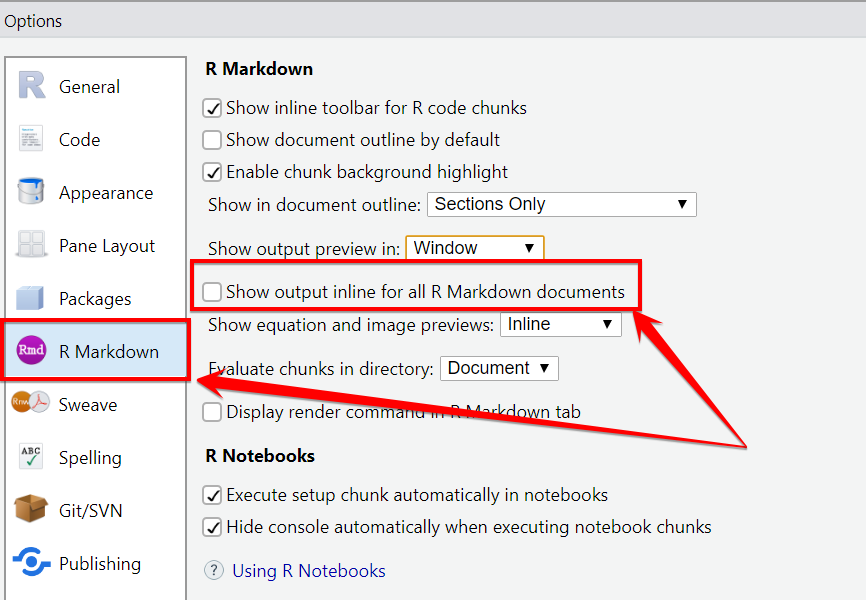 Options
General
Code
Appearance
Pane Layout
Packages
Rmd R Markdown
Rnw Sweave
ABC Spelling
Git/SVN
Publishing
R Markdown
Show inline toolbar for R code chunks
Show document outline by default
Enable chunk background highlight
Show in document outline: Sections Only
Show output preview in: Window
Show output inline for all R Markdown documents
Show equation and image previews: Inline
Evaluate chunks in directory: Document
Display render command in R Markdown tab
R Notebooks
Execute setup chunk automatically in notebooks
Hide console automatically when executing notebook chunks
? Using R Notebooks